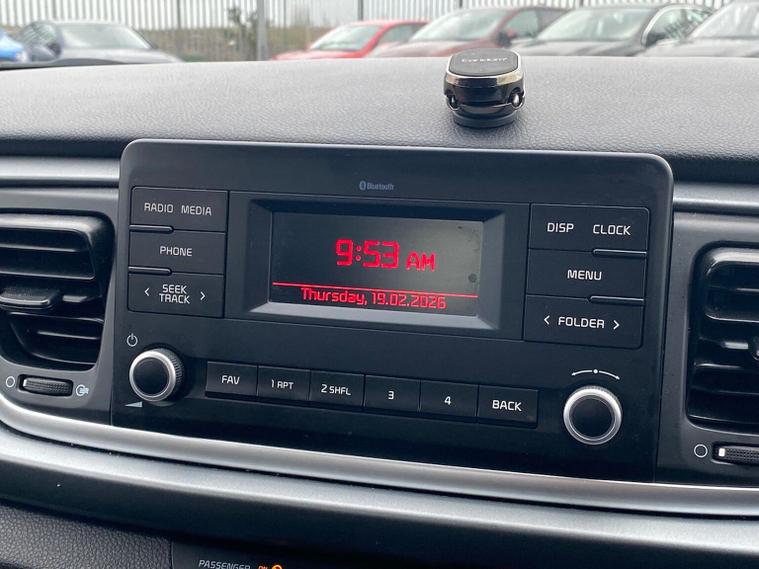 Bluetooth
RADIO MEDIA
PHONE
< SEEK TRACK >
9:53 AM
Thursday, 19.02.2026
DISP CLOCK
MENU
< FOLDER >
FAV
1 RPT
2 SHFL
3
4
BACK
PASSENGER
ON